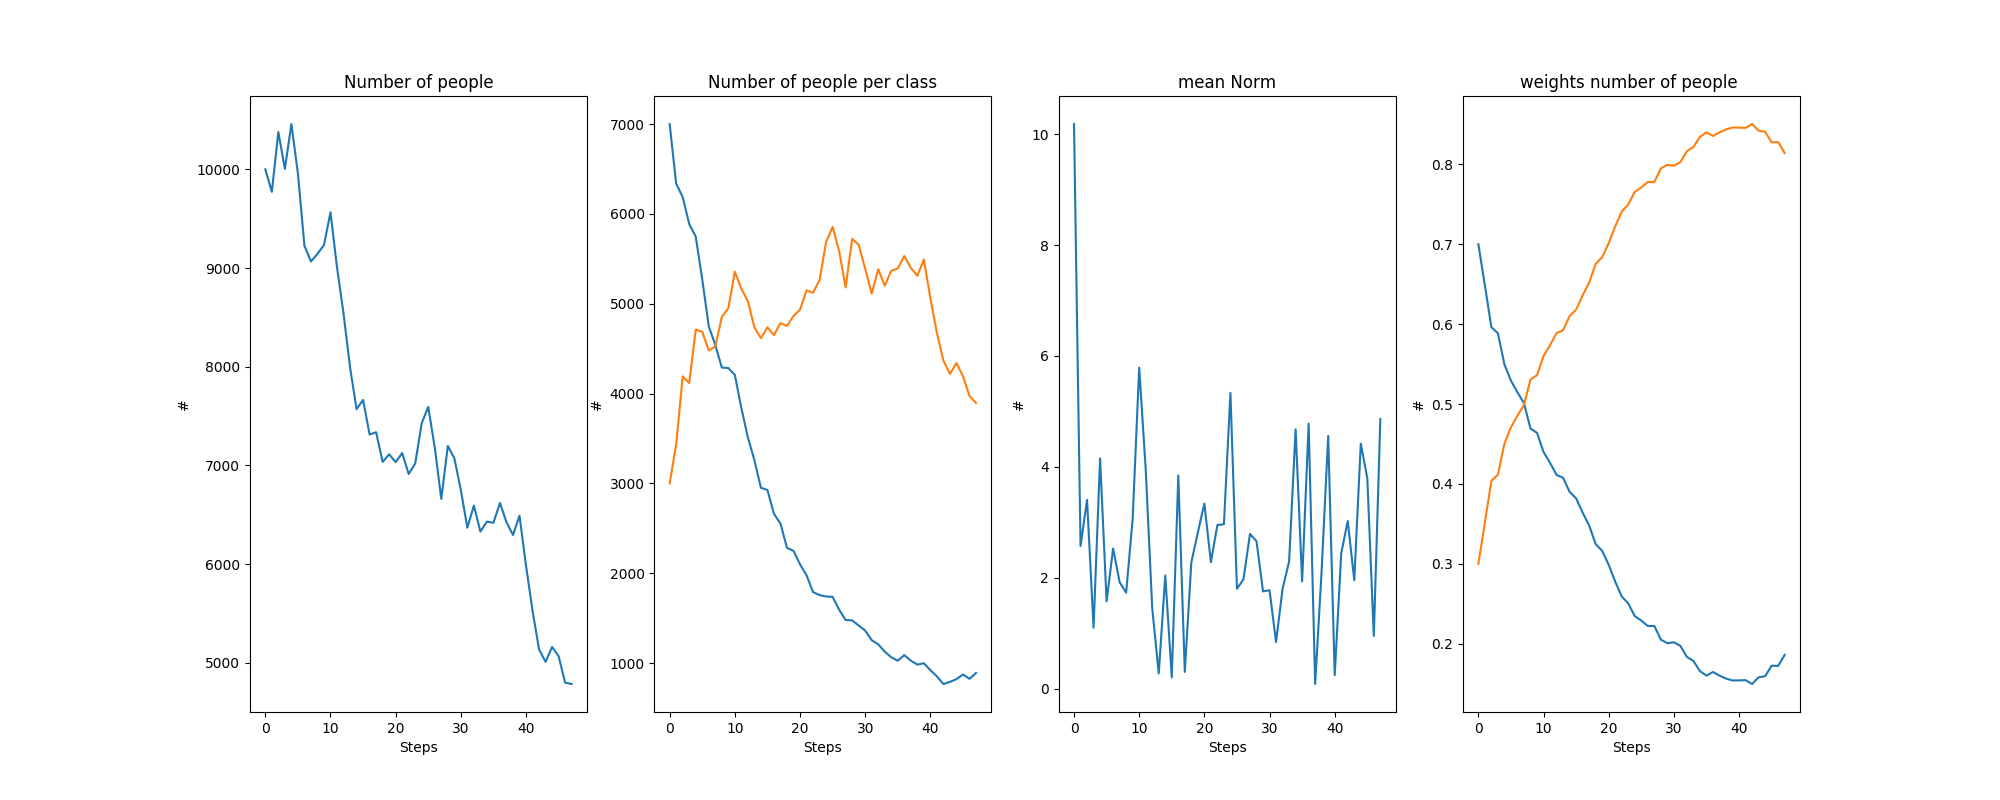 Number of people
10000
9000
8000
7000
6000
5000
#
0 10 20 30 40
Steps
Number of people per class
7000
6000
5000
4000
3000
2000
1000
#
0 10 20 30 40
Steps
mean Norm
10
8
6
4
2
0
#
0 10 20 30 40
Steps
weights number of people
0.8
0.7
0.6
0.5
0.4
0.3
0.2
#
0 10 20 30 40
Steps